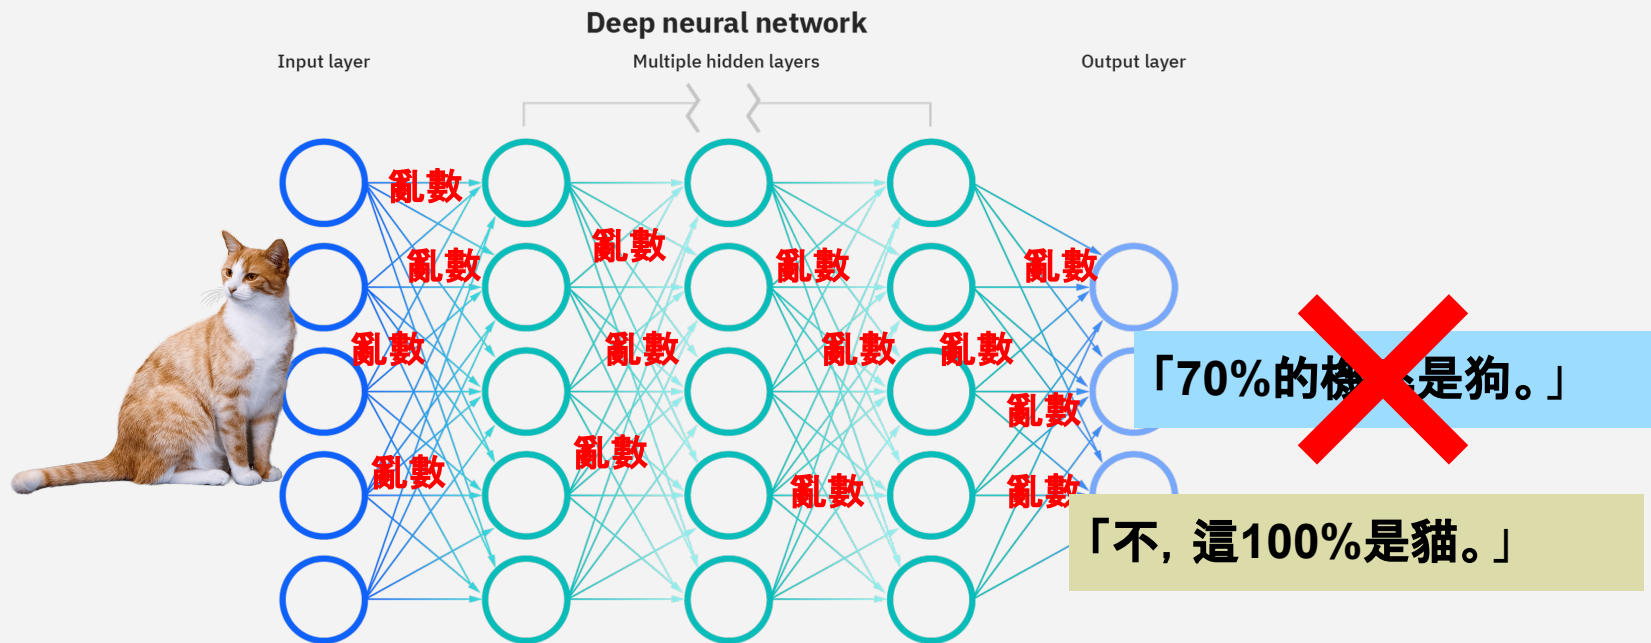 Deep neural network
Input layer
Multiple hidden layers
Output layer
亂數
亂數
亂數
亂數
亂數
亂數
亂數
亂數
亂數
亂數
亂數
亂數
亂數
亂數
「70%的機率是狗。」
「不，這100%是貓。」